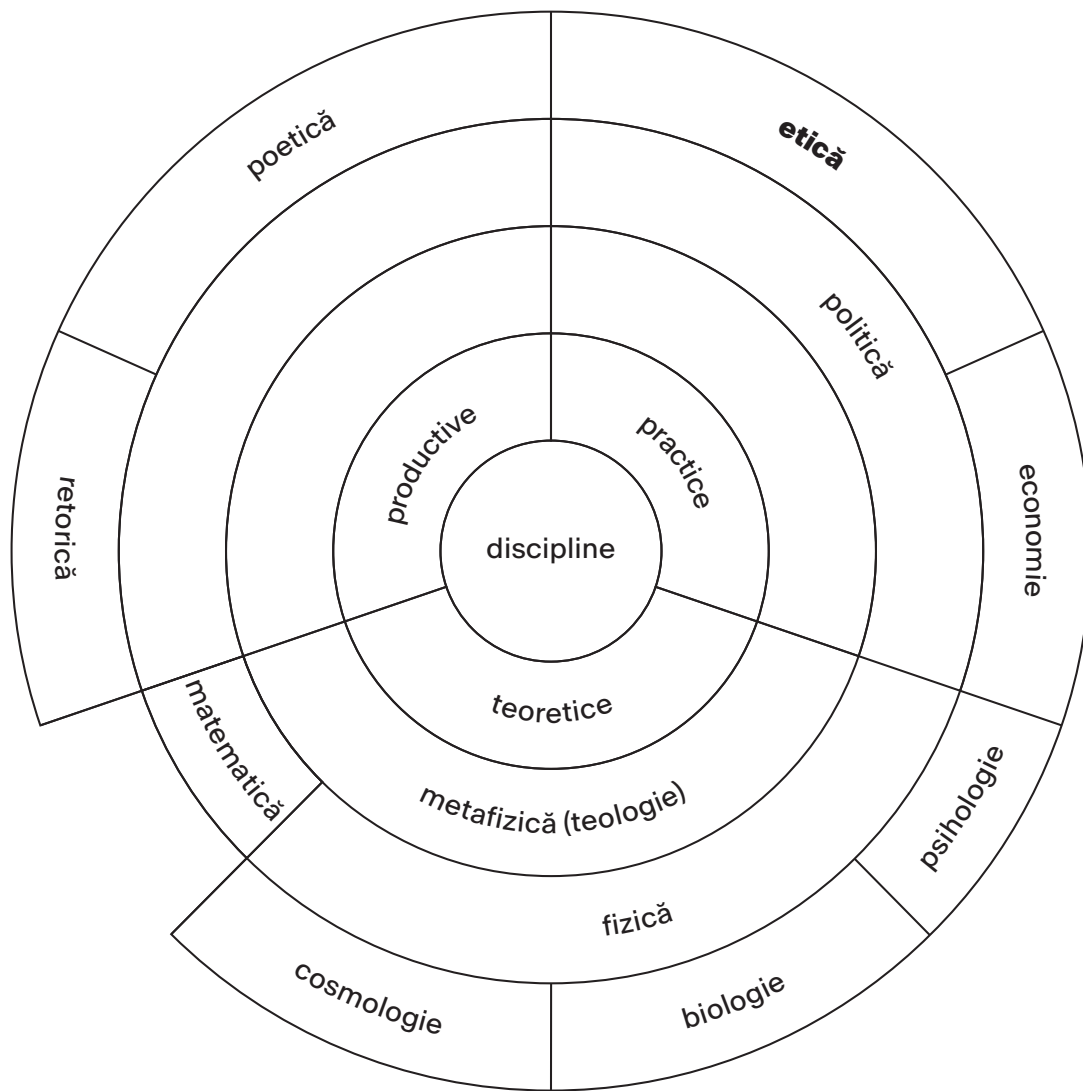 poetică
etică
politică
productive
practice
retorică
economie
discipline
teoretice
matematică
metafizică (teologie)
psihologie
fizică
cosmologie
biologie